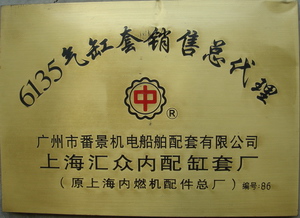 6135气缸套销售总代理
中
®
广州市番景机电船舶配套有限公司
上海汇众内配缸套厂
(原上海内燃机配件总厂) 编号:86